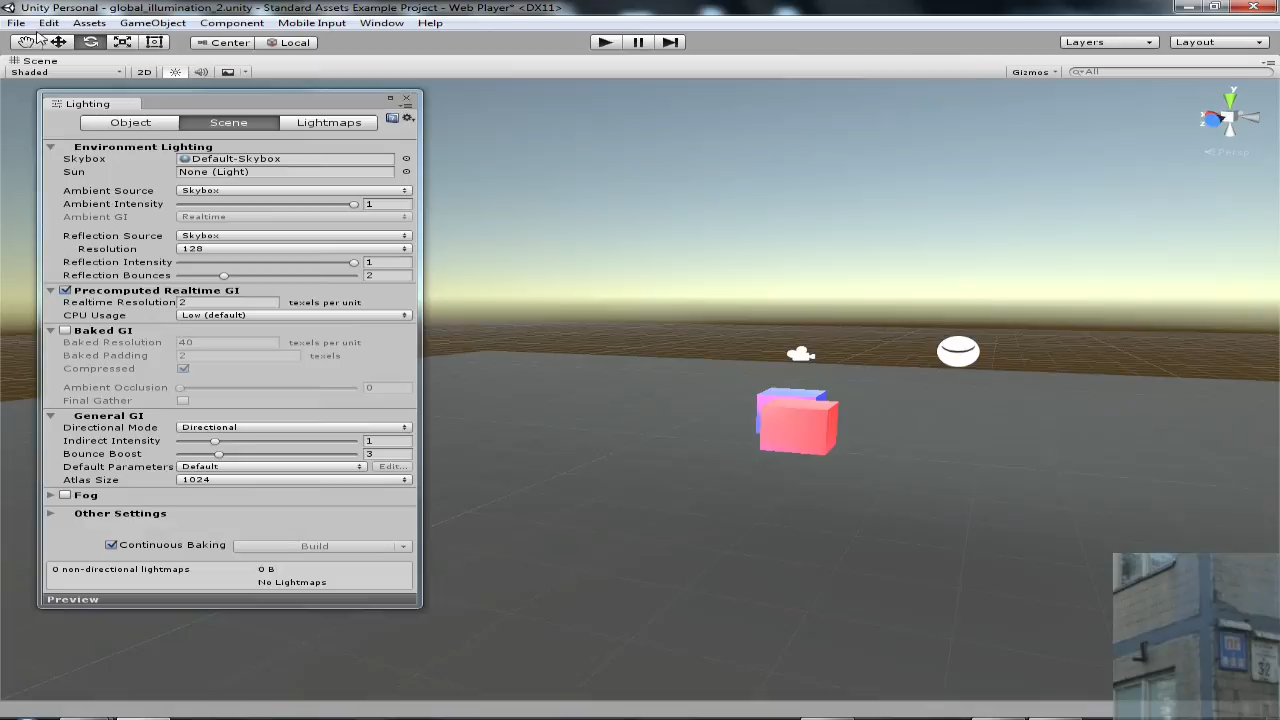 Unity Personal - global_illumination_2.unity - Standard Assets Example Project - Web Player* <DX11>
File Edit Assets GameObject Component Mobile Input Window Help
Center Local Layers Layout
Scene
Shaded 2D Gizmos All
Lighting
Object Scene Lightmaps
Environment Lighting
Skybox Default-Skybox
Sun None (Light)
Ambient Source Skybox
Ambient Intensity 1
Ambient GI Realtime
Reflection Source Skybox
Resolution 128
Reflection Intensity 1
Reflection Bounces 2
Precomputed Realtime GI
Realtime Resolution 2 texels per unit
CPU Usage Low (default)
Baked GI
Baked Resolution 40 texels per unit
Baked Padding 2 texels
Compressed
Ambient Occlusion 0
Final Gather
General GI
Directional Mode Directional
Indirect Intensity 1
Bounce Boost 3
Default Parameters Default Edit...
Atlas Size 1024
Fog
Other Settings
Continuous Baking Build
0 non-directional lightmaps 0 B
No Lightmaps
Preview
y
x
z
Persp
32